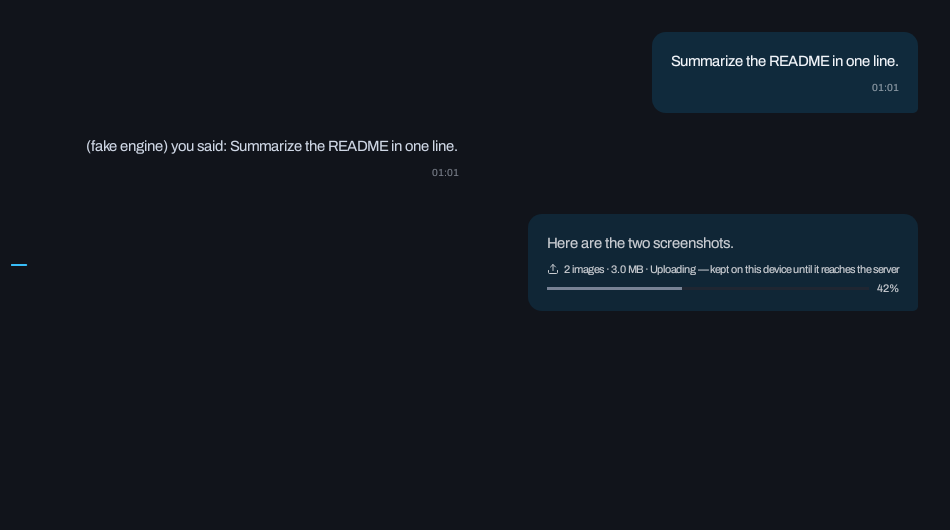 Summarize the README in one line.
01:01
(fake engine) you said: Summarize the README in one line.
01:01
Here are the two screenshots.
2 images · 3.0 MB · Uploading — kept on this device until it reaches the server
42%